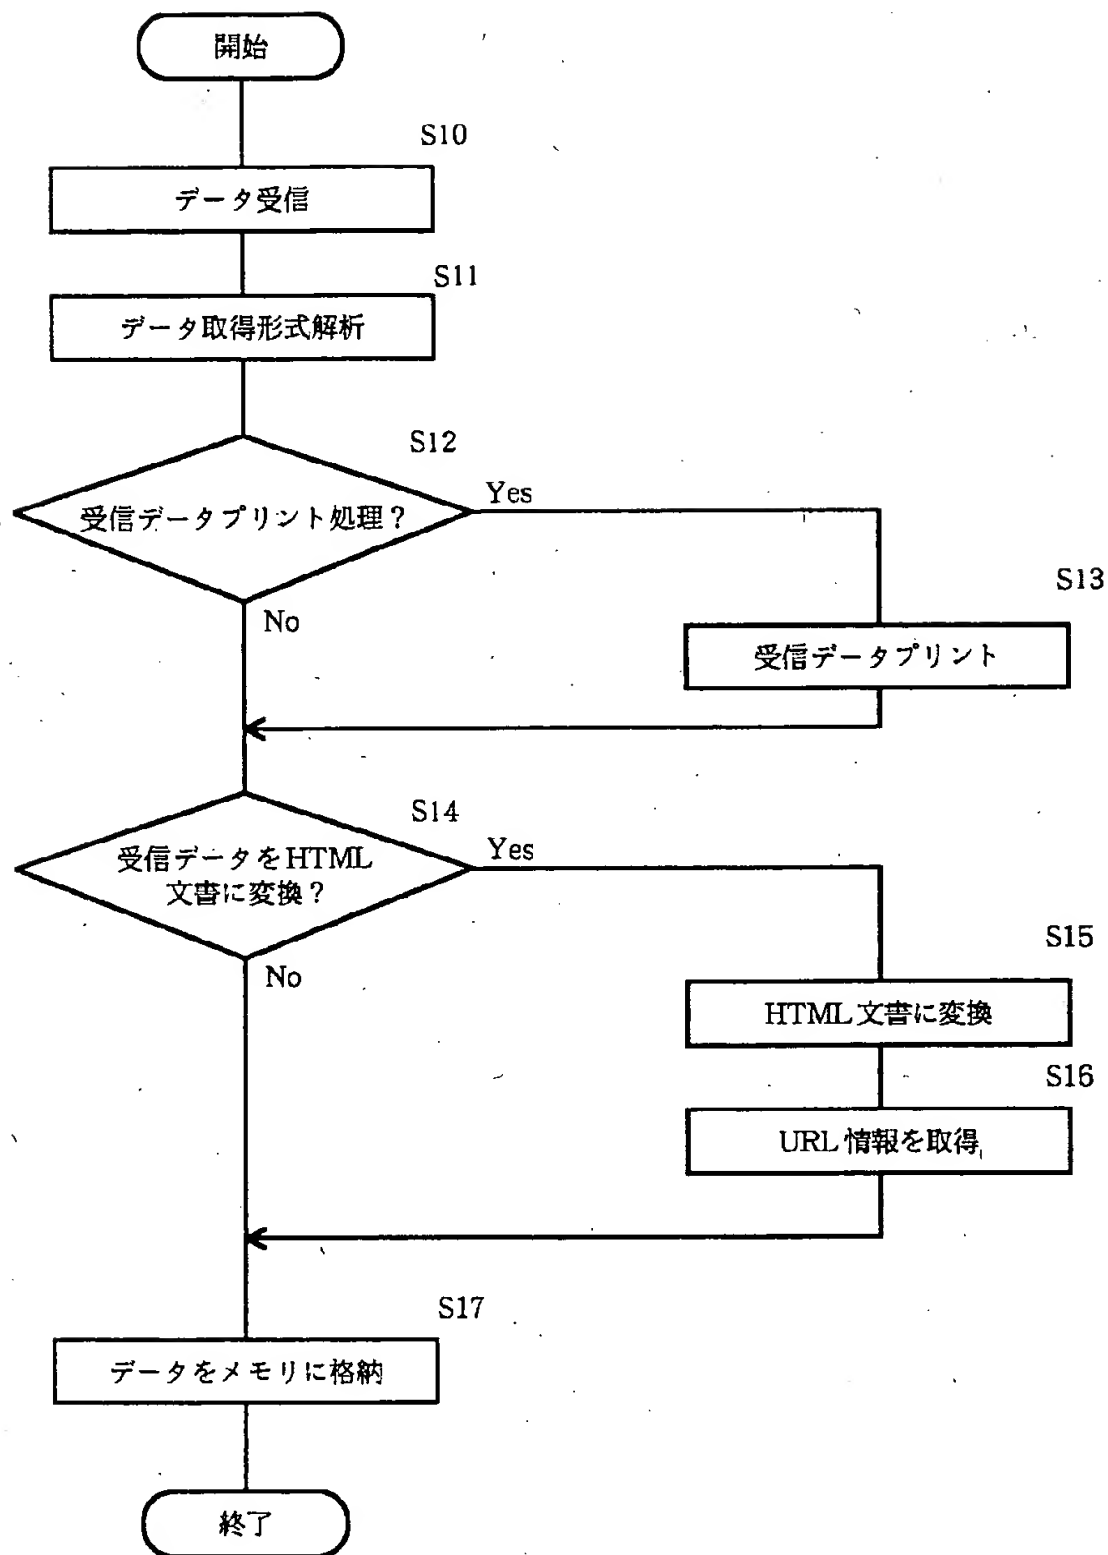 開始
S10
データ受信
S11
データ取得形式解析
S12
受信データプリント処理？
Yes
No
S13
受信データプリント
S14
受信データをHTML
文書に変換？
Yes
No
S15
HTML文書に変換
S16
URL情報を取得
S17
データをメモリに格納
終了